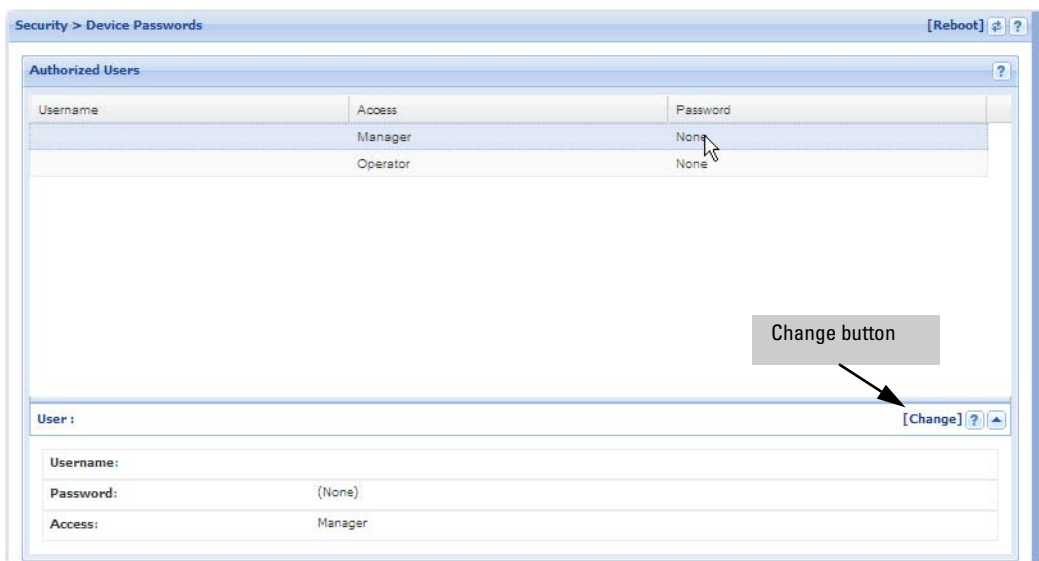 Security > Device Passwords [Reboot] ?
Authorized Users ?
Username Access Password
Manager None
Operator None
Change button
User : [Change] ?
Username:
Password: (None)
Access: Manager